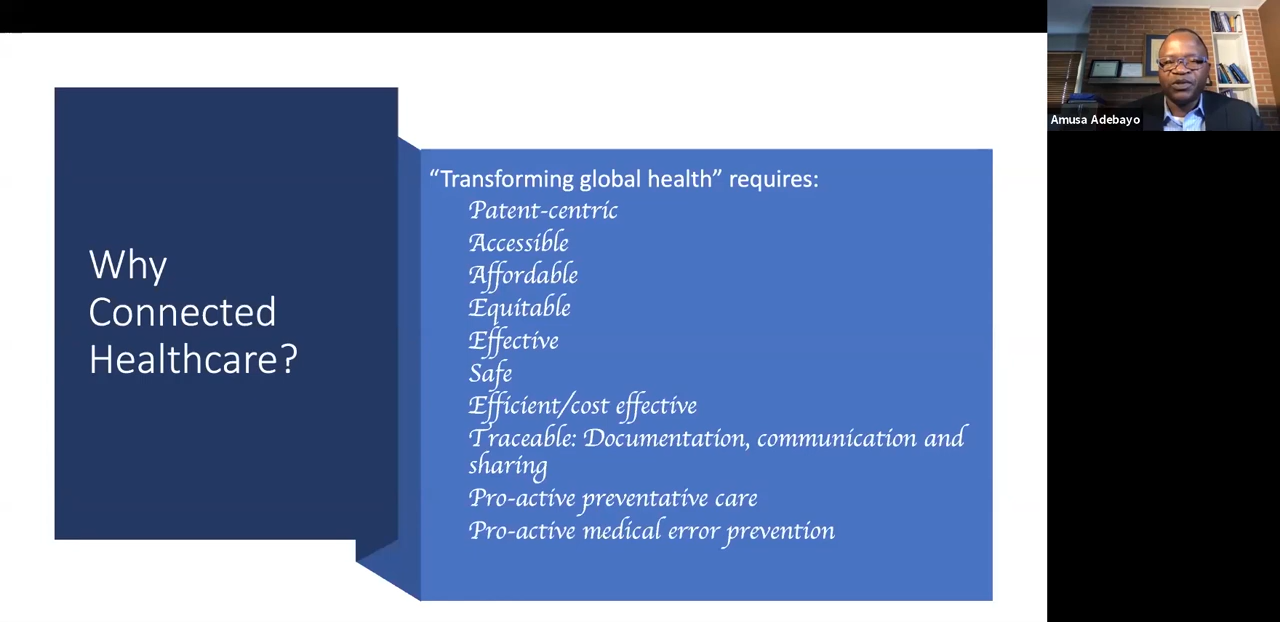 Why
Connected
Healthcare?
“Transforming global health” requires:
Patent-centric
Accessible
Affordable
Equitable
Effective
Safe
Efficient/cost effective
Traceable: Documentation, communication and
sharing
Pro-active preventative care
Pro-active medical error prevention
Amusa Adebayo